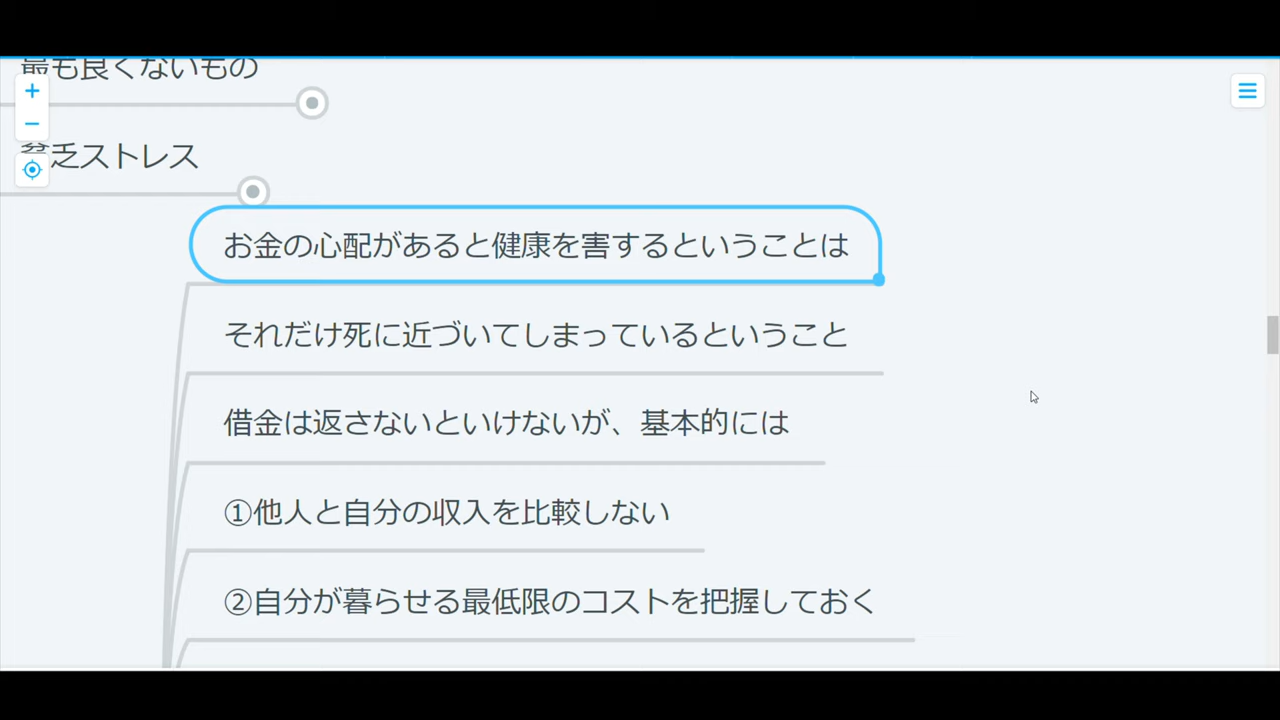 最も良くないもの
貧乏ストレス
お金の心配があると健康を害するということは
それだけ死に近づいてしまっているということ
借金は返さないといけないが、基本的には
①他人と自分の収入を比較しない
②自分が暮らせる最低限のコストを把握しておく